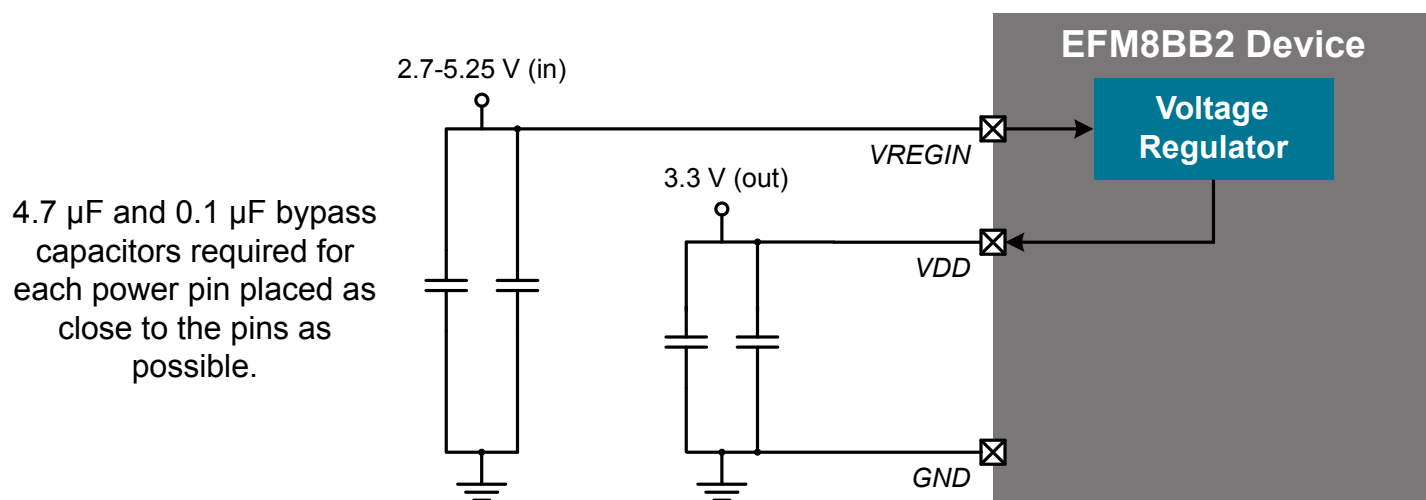 EFM8BB2 Device
2.7-5.25 V (in)
Voltage
Regulator
VREGIN
3.3 V (out)
4.7 µF and 0.1 µF bypass
capacitors required for
each power pin placed as
close to the pins as
possible.
VDD
GND